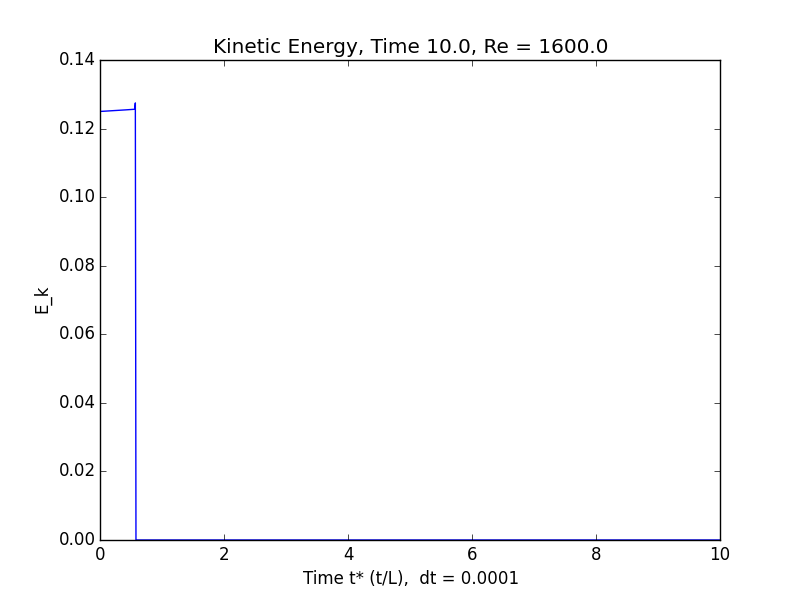 Kinetic Energy, Time 10.0, Re = 1600.0
0.14
0.12
0.10
0.08
0.06
0.04
0.02
0.00
E_k
0 2 4 6 8 10
Time t* (t/L),  dt = 0.0001